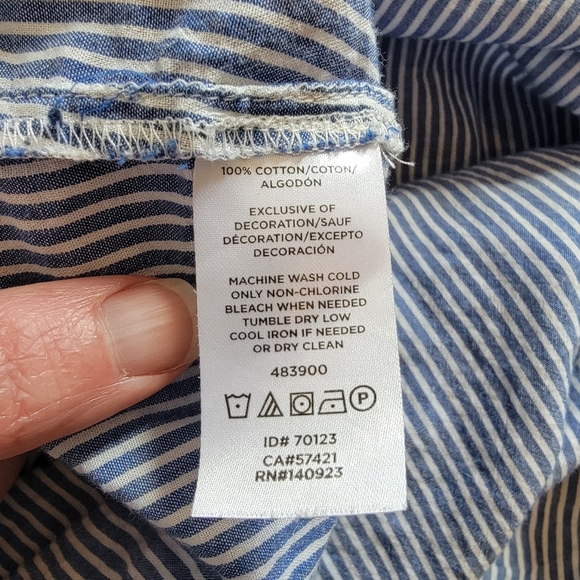 100% COTTON/COTON/
ALGODÓN
EXCLUSIVE OF
DECORATION/SAUF
DÉCORATION/EXCEPTO
DECORACIÓN
MACHINE WASH COLD
ONLY NON-CHLORINE
BLEACH WHEN NEEDED
TUMBLE DRY LOW
COOL IRON IF NEEDED
OR DRY CLEAN
483900
P
ID# 70123
CA#57421
RN#140923